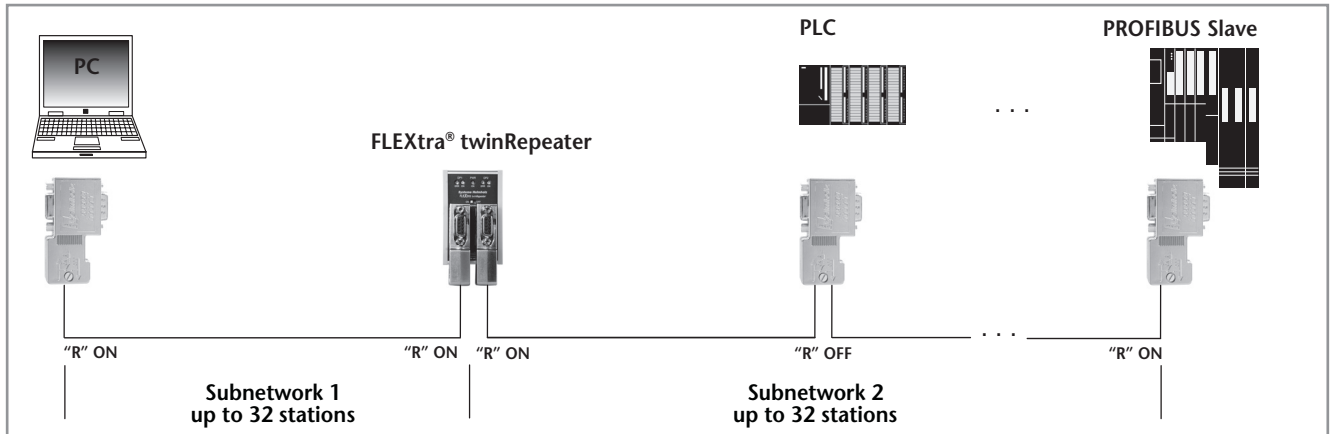 PLC
PROFIBUS Slave
PC
. . .
FLEXtra® twinRepeater
"R" ON
"R" ON
"R" ON
"R" OFF
. . .
"R" ON
Subnetwork 1
up to 32 stations
Subnetwork 2
up to 32 stations